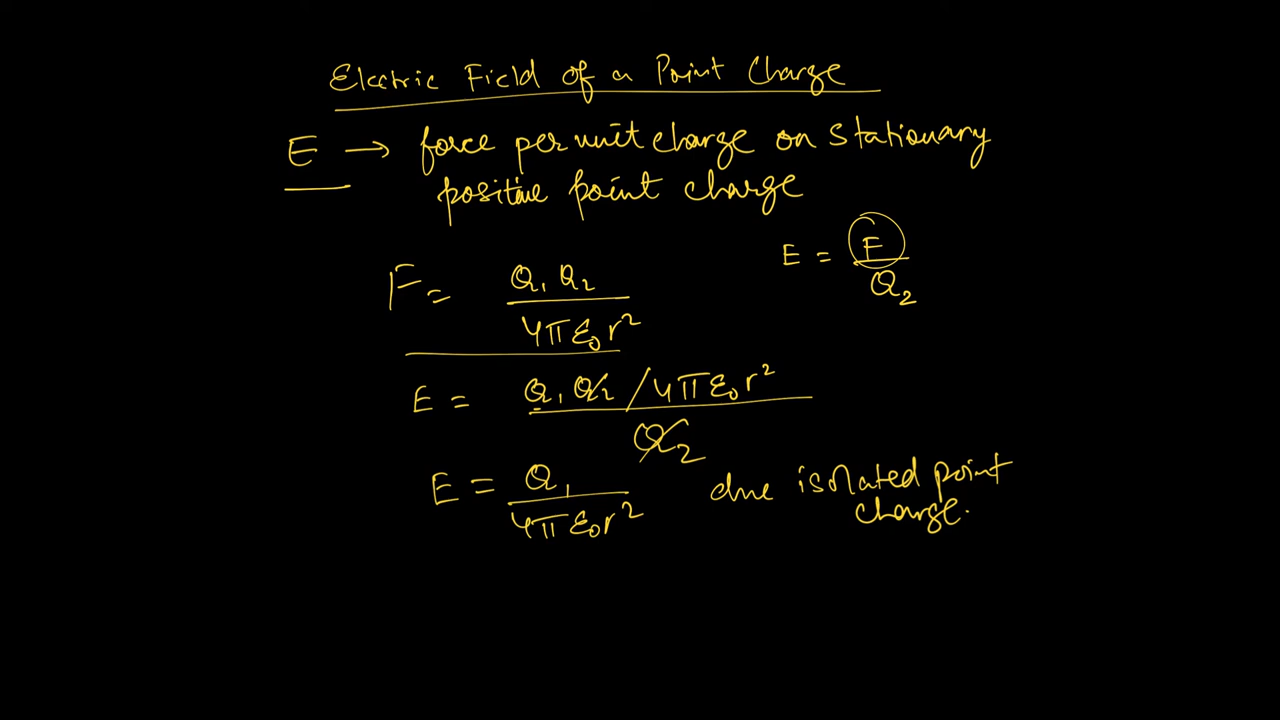 Electric Field of a Point Charge
E → force per unit charge on stationary
positive point charge
E = F / Q₂
F = Q₁ Q₂ / 4πε₀r²
E = Q₁ Q₂ / 4πε₀r² / Q₂
E = Q₁ / 4πε₀r² due isolated point
charge.